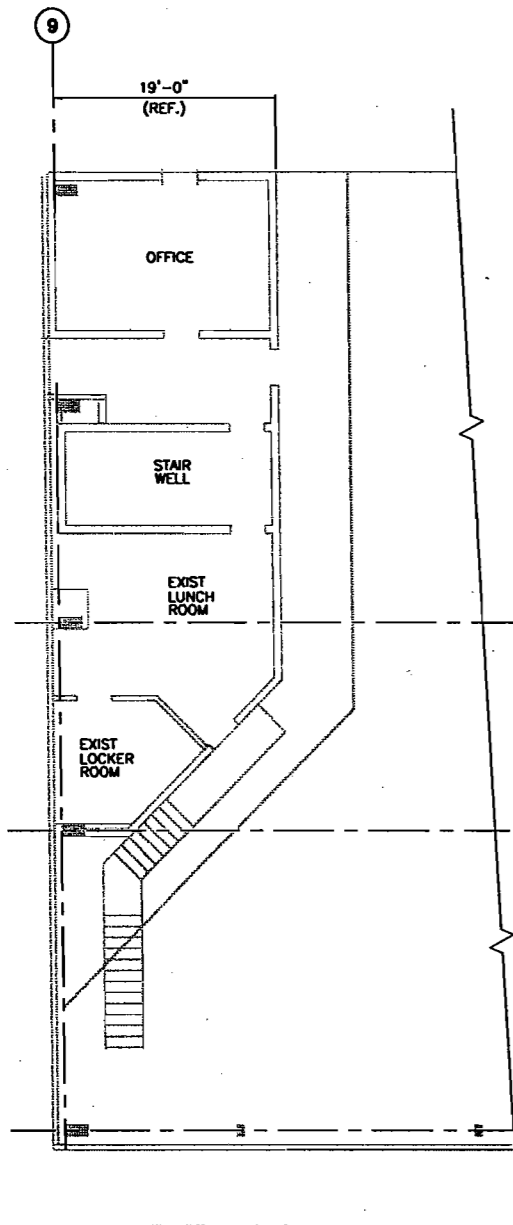 9
19'-0"
(REF.)
OFFICE
STAIR
WELL
EXIST
LUNCH
ROOM
EXIST
LOCKER
ROOM